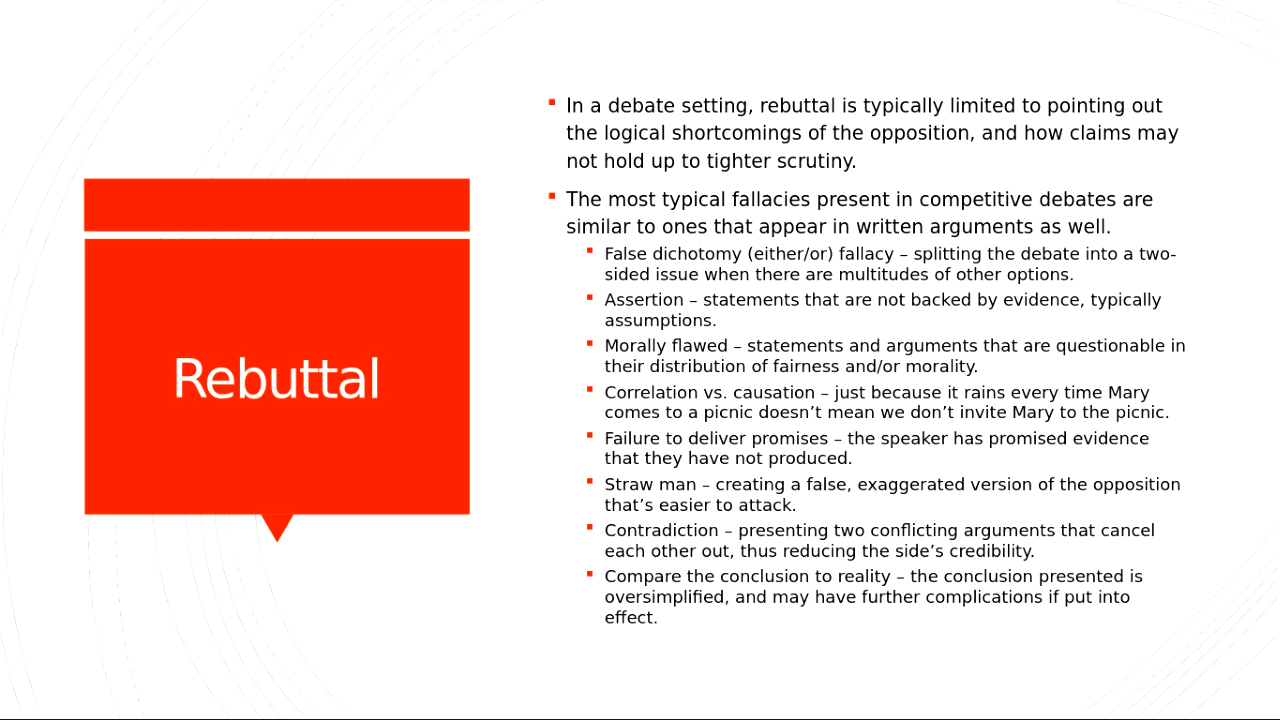 Rebuttal
In a debate setting, rebuttal is typically limited to pointing out
the logical shortcomings of the opposition, and how claims may
not hold up to tighter scrutiny.
The most typical fallacies present in competitive debates are
similar to ones that appear in written arguments as well.
False dichotomy (either/or) fallacy – splitting the debate into a two-
sided issue when there are multitudes of other options.
Assertion – statements that are not backed by evidence, typically
assumptions.
Morally flawed – statements and arguments that are questionable in
their distribution of fairness and/or morality.
Correlation vs. causation – just because it rains every time Mary
comes to a picnic doesn’t mean we don’t invite Mary to the picnic.
Failure to deliver promises – the speaker has promised evidence
that they have not produced.
Straw man – creating a false, exaggerated version of the opposition
that’s easier to attack.
Contradiction – presenting two conflicting arguments that cancel
each other out, thus reducing the side’s credibility.
Compare the conclusion to reality – the conclusion presented is
oversimplified, and may have further complications if put into
effect.